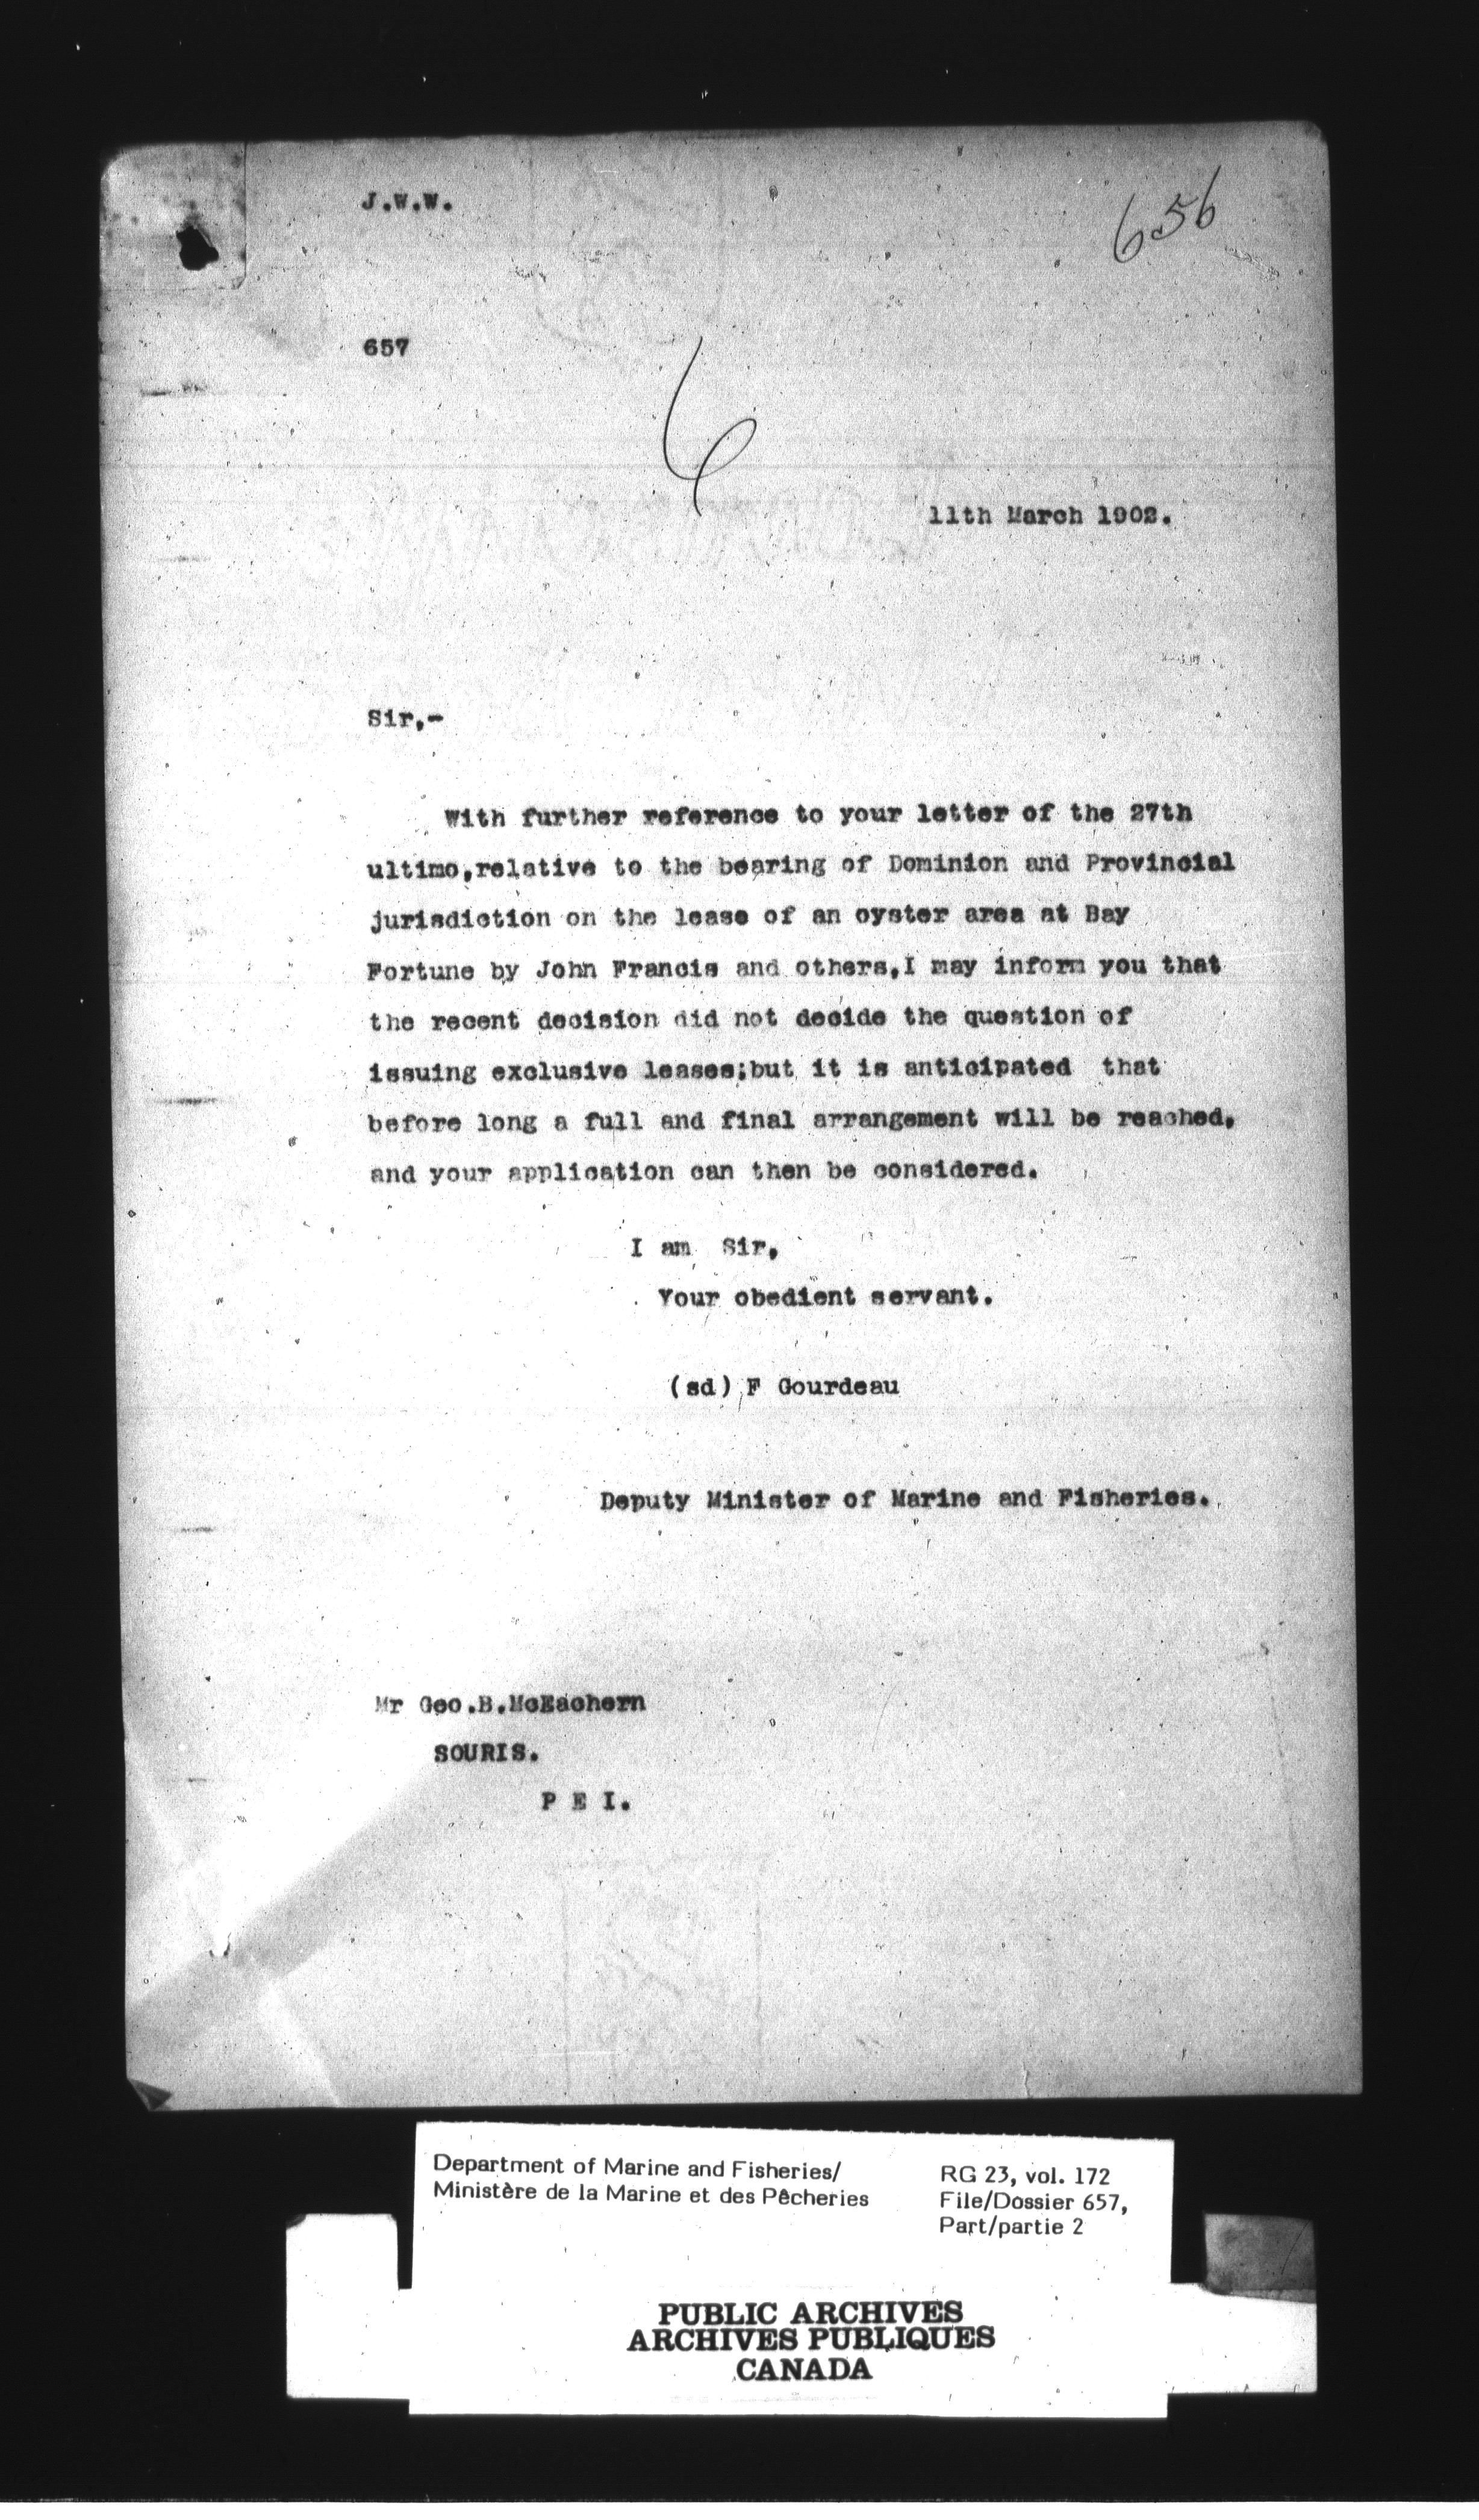 J.W.W.
656
657
6
11th March 1902.
Sir,-
With further reference to your letter of the 27th
ultimo,relative to the bearing of Dominion and Provincial
jurisdiction on the lease of an oyster area at Bay
Fortune by John Francis and others,I may inform you that
the recent decision did not decide the question of
issuing exclusive leases;but it is anticipated that
before long a full and final arrangement will be reached,
and your application can then be considered.
I am Sir,
Your obedient servant.
(sd) F Gourdeau
Deputy Minister of Marine and Fisheries.
Mr Geo.B.McEachern
SOURIS.
P E I.
Department of Marine and Fisheries/
Ministère de la Marine et des Pêcheries
RG 23, vol. 172
File/Dossier 657,
Part/partie 2
PUBLIC ARCHIVES
ARCHIVES PUBLIQUES
CANADA